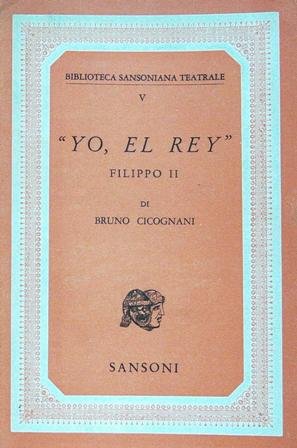 BIBLIOTECA SANSONIANA TEATRALE
V
"YO, EL REY"
FILIPPO II
DI
BRUNO CICOGNANI
SANSONI